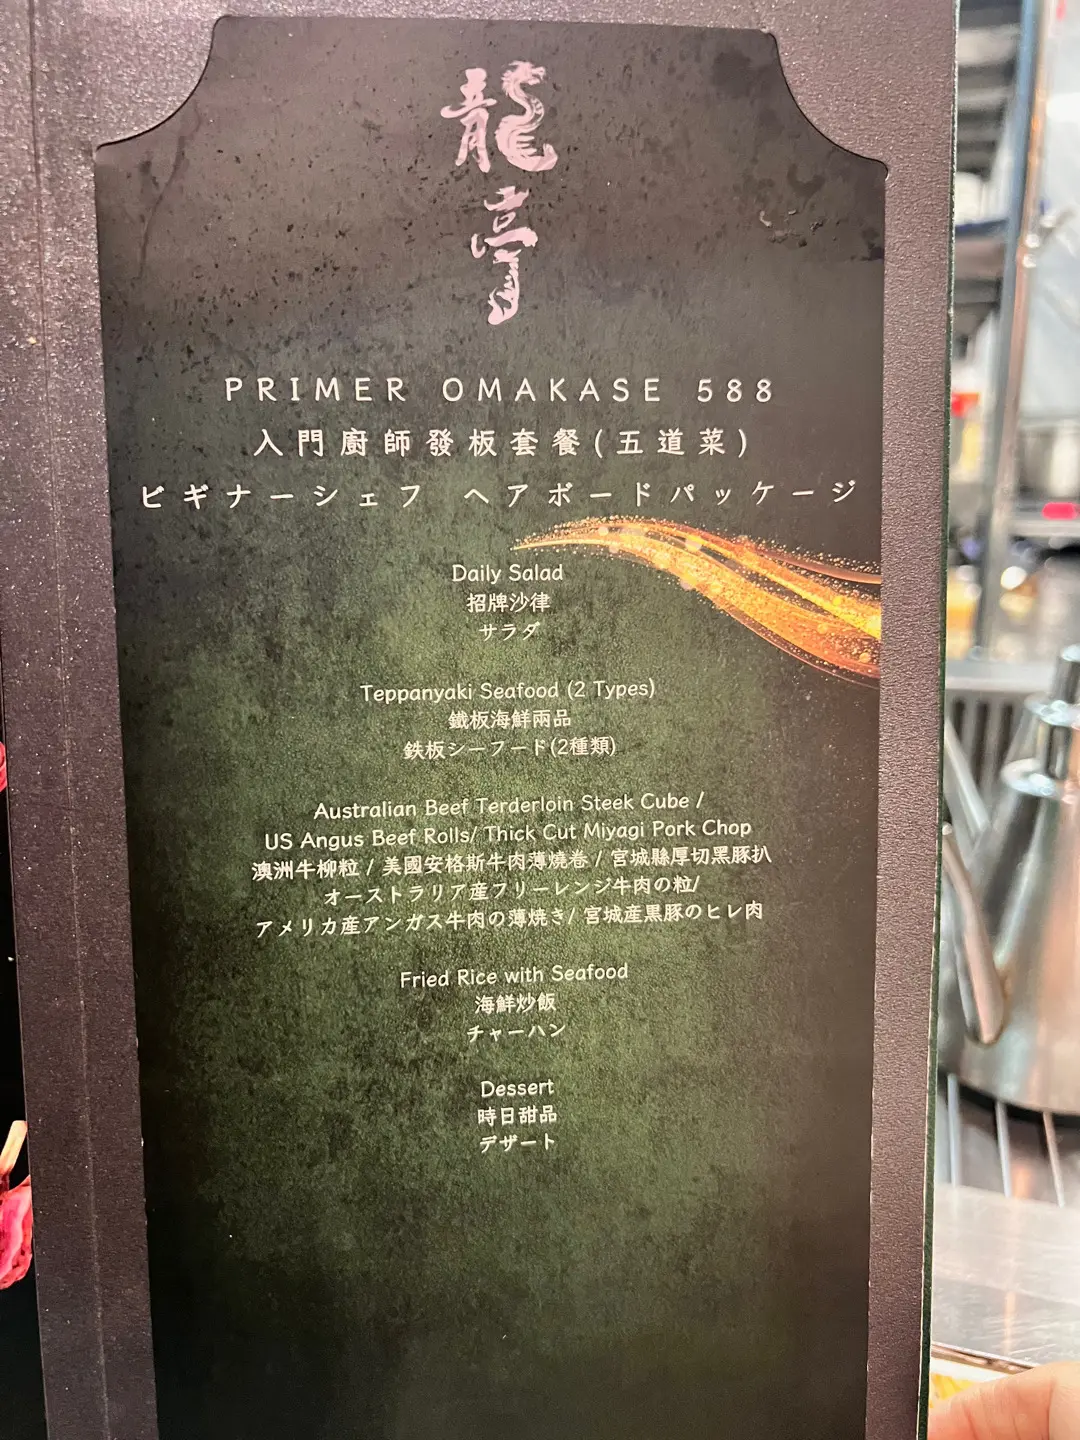 龍亭
PRIMER OMAKASE 588
入門廚師發板套餐(五道菜)
ビギナーシェフ ヘアボードパッケージ
Daily Salad
招牌沙律
サラダ
Teppanyaki Seafood (2 Types)
鐵板海鮮兩品
鉄板シーフード(2種類)
Australian Beef Terderloin Steek Cube /
US Angus Beef Rolls/ Thick Cut Miyagi Pork Chop
澳洲牛柳粒 / 美國安格斯牛肉薄燒卷 / 宮城縣厚切黑豚扒
オーストラリア産フリーレンジ牛肉の粒/
アメリカ産アンガス牛肉の薄焼き/ 宮城産黒豚のヒレ肉
Fried Rice with Seafood
海鮮炒飯
チャーハン
Dessert
時日甜品
デザート